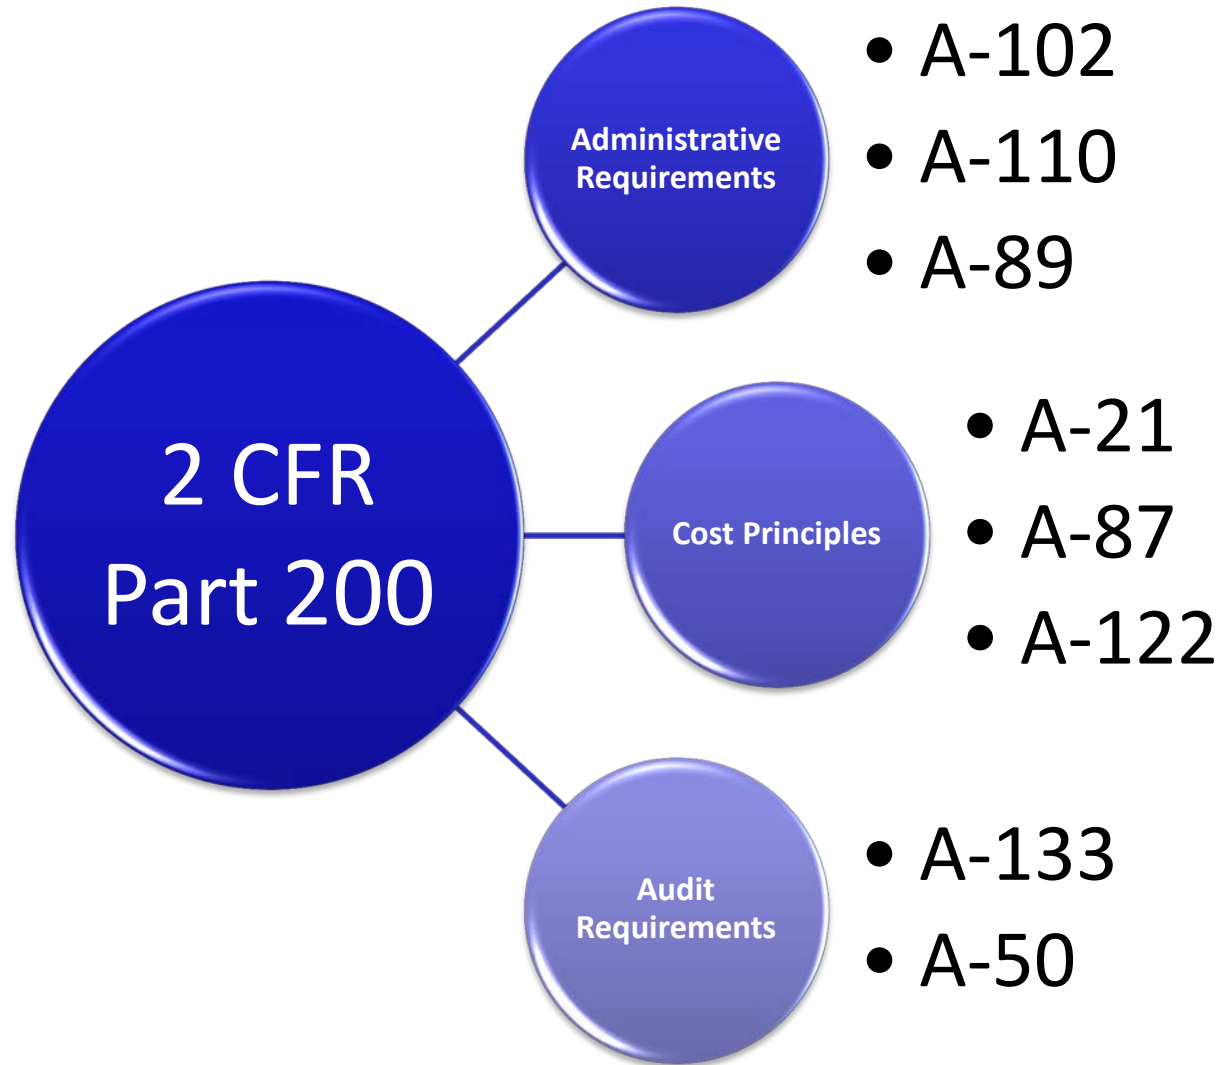 2 CFR
Part 200
Administrative
Requirements
• A-102
• A-110
• A-89
Cost Principles
• A-21
• A-87
• A-122
Audit
Requirements
• A-133
• A-50